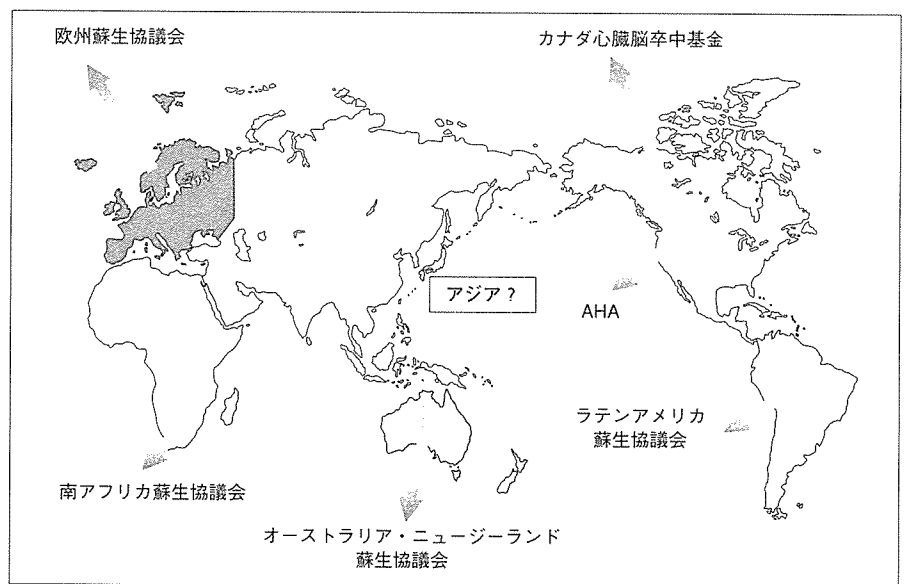 欧州蘇生協議会
カナダ心臓脳卒中基金
アジア？
AHA
ラテンアメリカ
蘇生協議会
南アフリカ蘇生協議会
オーストラリア・ニュージーランド
蘇生協議会